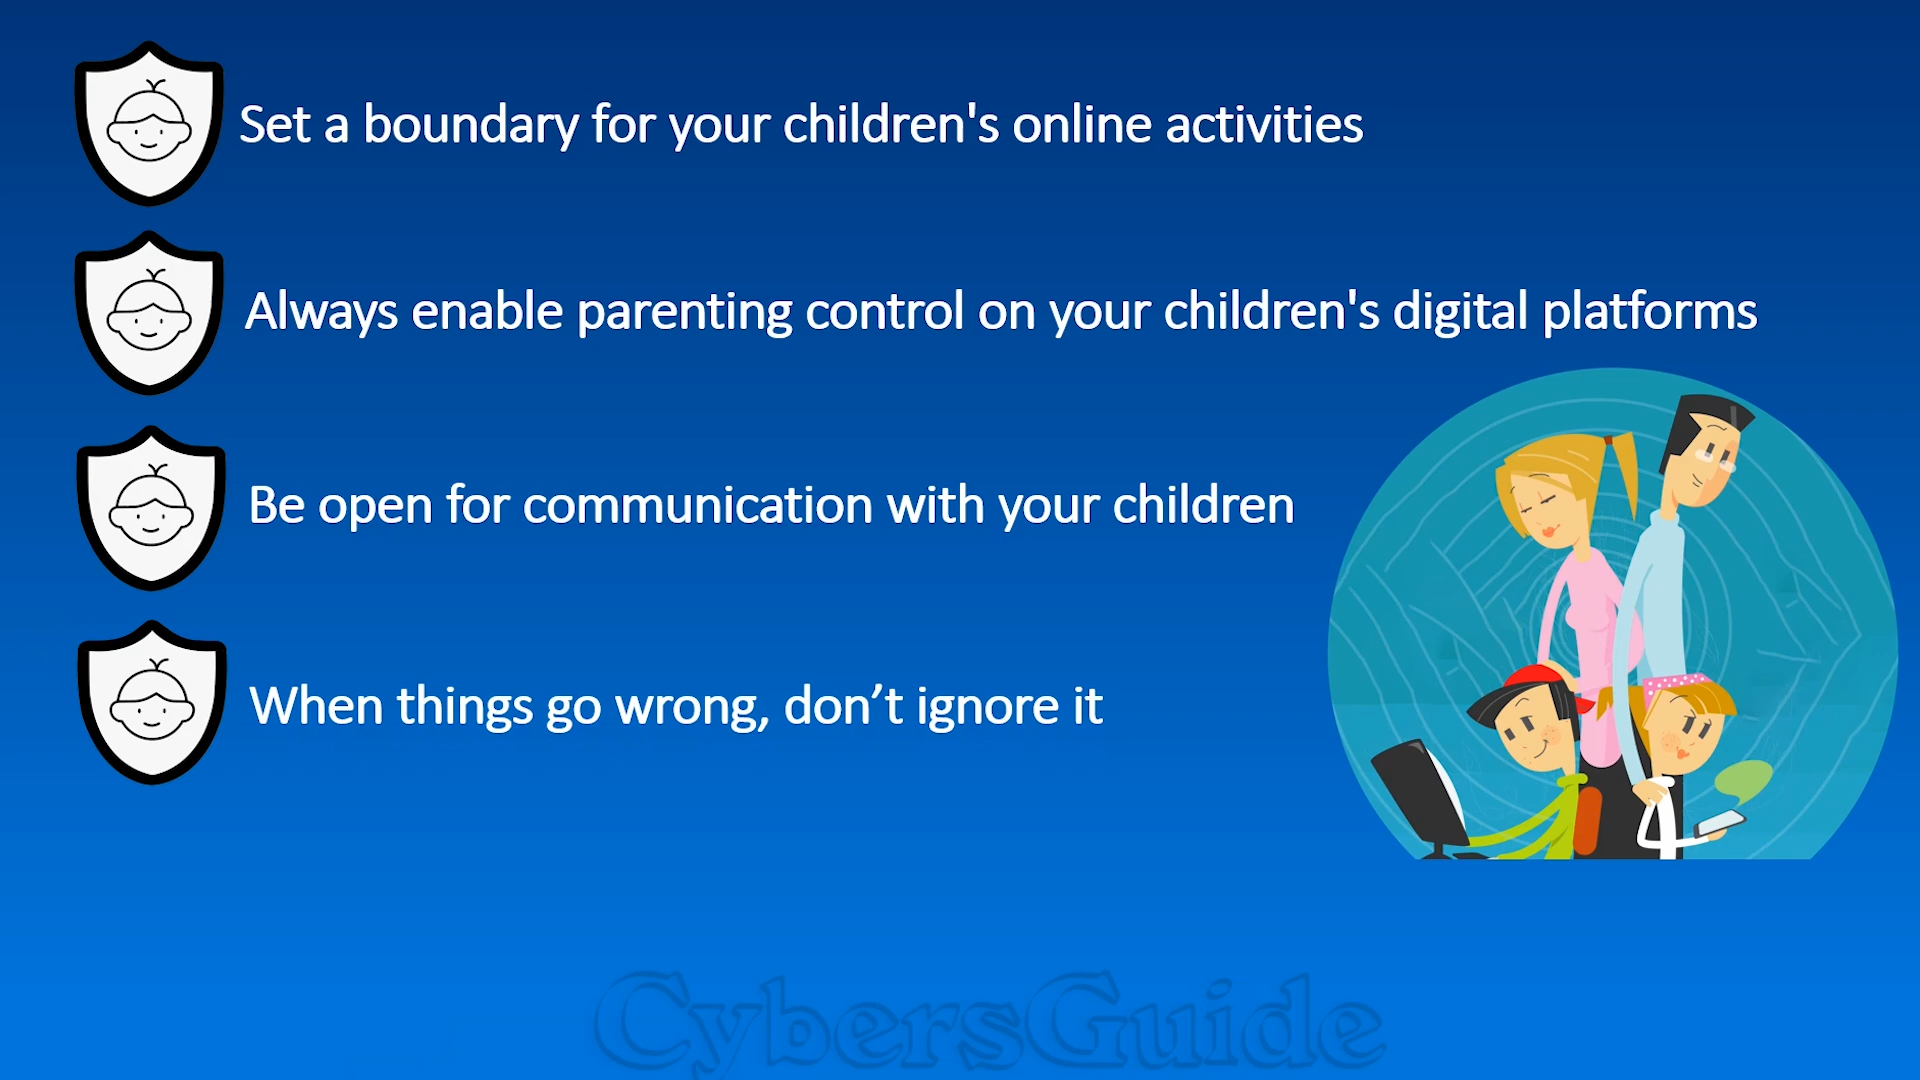 Set a boundary for your children's online activities
Always enable parenting control on your children's digital platforms
Be open for communication with your children
When things go wrong, don’t ignore it
CybersGuide